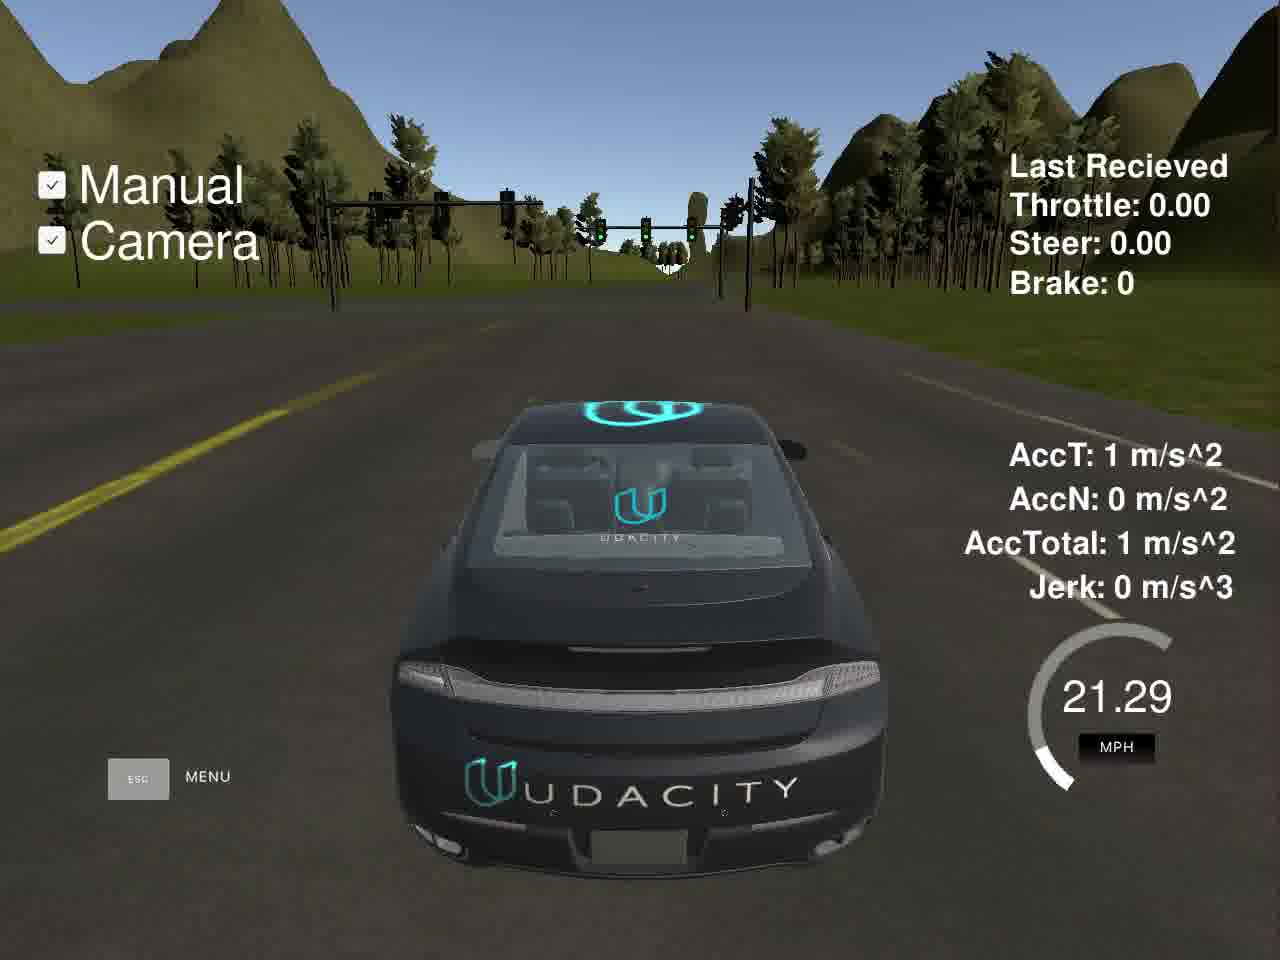 Manual
Camera
Last Recieved
Throttle: 0.00
Steer: 0.00
Brake: 0
AccT: 1 m/s^2
AccN: 0 m/s^2
AccTotal: 1 m/s^2
Jerk: 0 m/s^3
UDACITY
21.29
MPH
ESC MENU
UDACITY